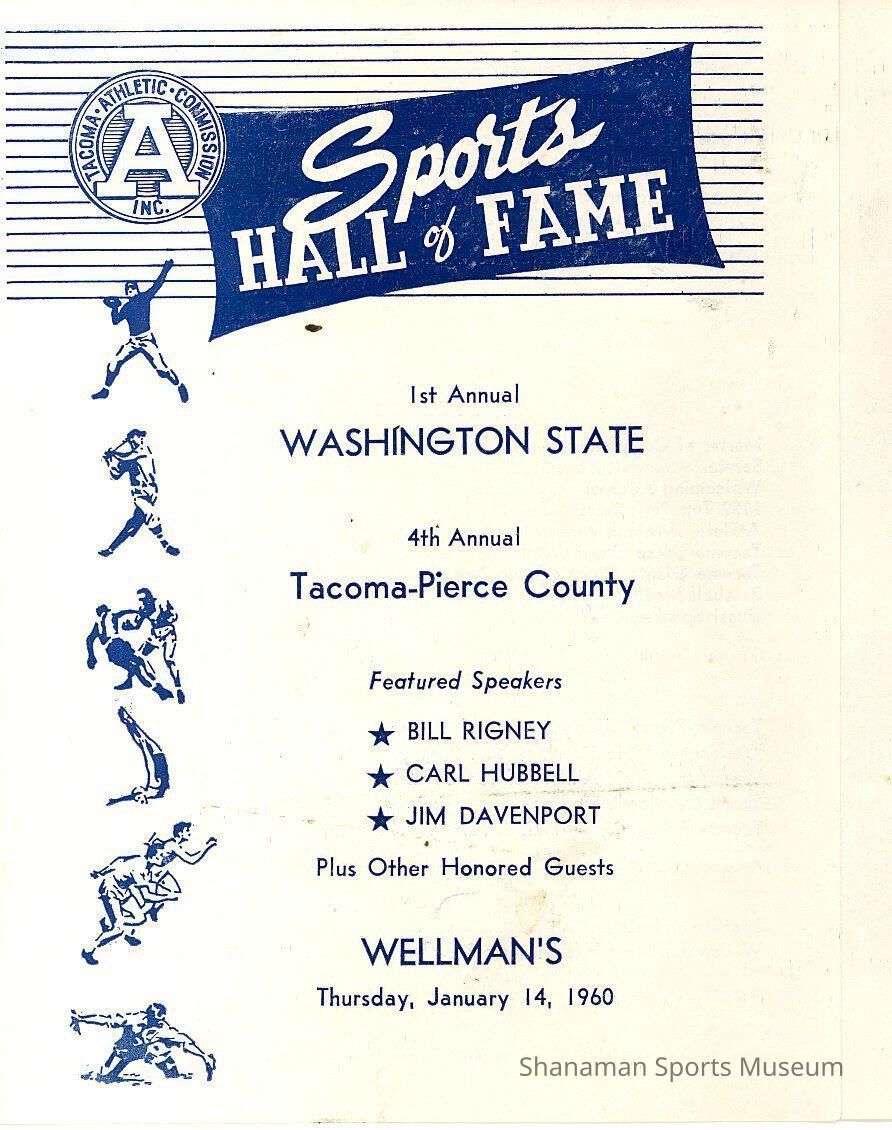 TACOMA • ATHLETIC • COMMISSION
A
INC.
Sports
HALL of FAME
1st Annual
WASHINGTON STATE
4th Annual
Tacoma-Pierce County
Featured Speakers
★ BILL RIGNEY
★ CARL HUBBELL
★ JIM DAVENPORT
Plus Other Honored Guests
WELLMAN'S
Thursday, January 14, 1960
Shanaman Sports Museum